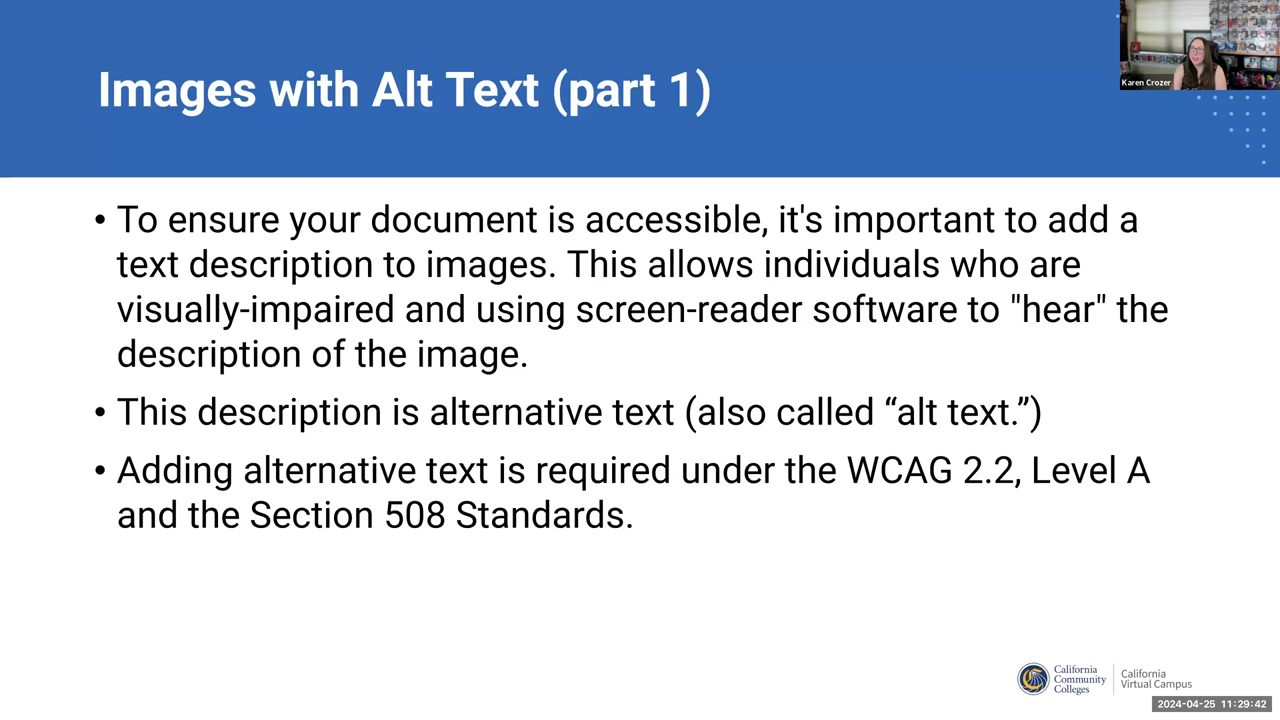 Images with Alt Text (part 1)
Karen Crozer
• To ensure your document is accessible, it's important to add a
text description to images. This allows individuals who are
visually-impaired and using screen-reader software to "hear" the
description of the image.
• This description is alternative text (also called “alt text.”)
• Adding alternative text is required under the WCAG 2.2, Level A
and the Section 508 Standards.
California
Community
Colleges
California
Virtual Campus
2024-04-25 11:29:42